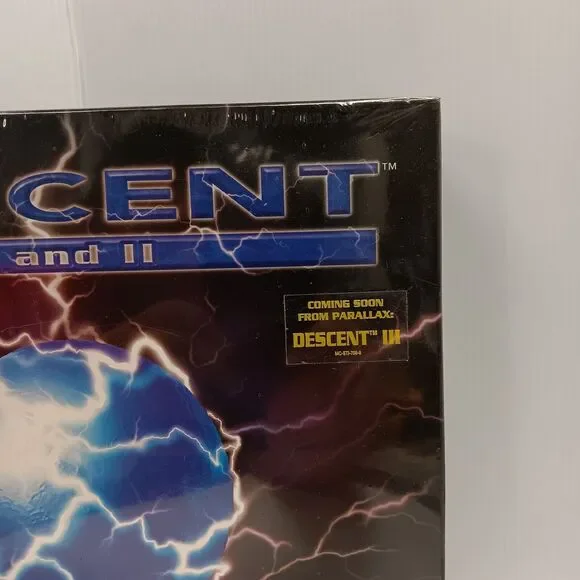 CENT™
and II
COMING SOON
FROM PARALLAX:
DESCENT™ III